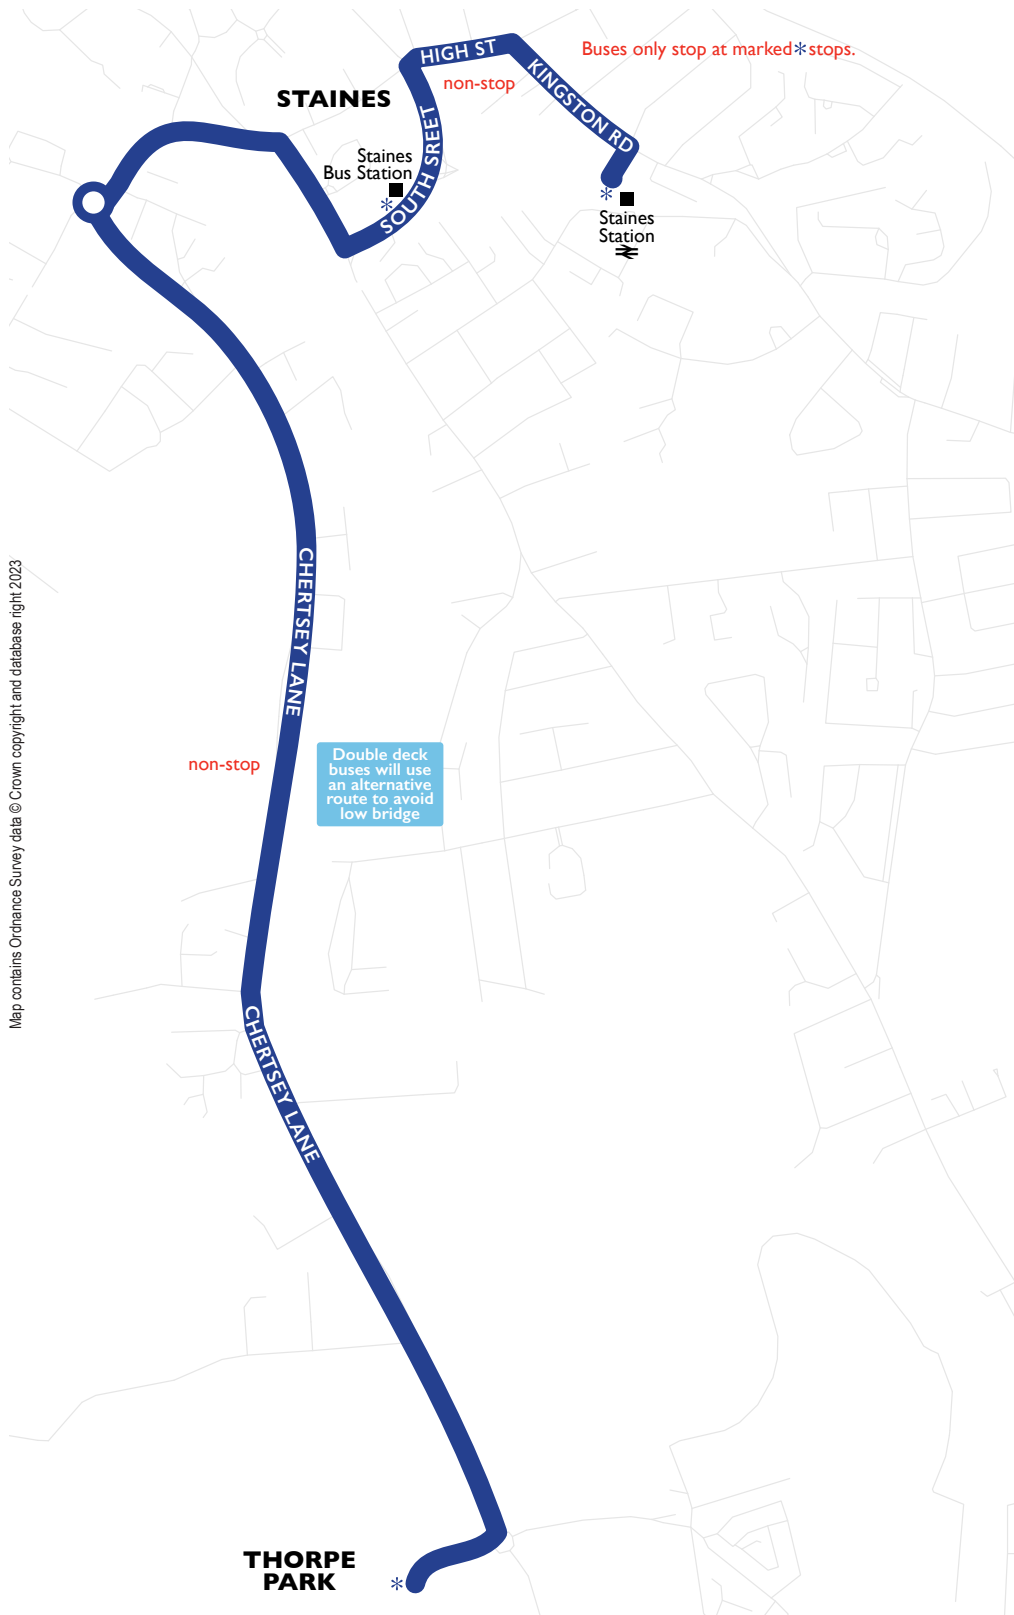 Buses only stop at marked*stops.
HIGH ST
non-stop
KINGSTON RD
STAINES
SOUTH SREET
Staines
Bus Station
*
*
Staines
Station
CHERTSEY LANE
non-stop
Double deck
buses will use
an alternative
route to avoid
low bridge
CHERTSEY LANE
THORPE
PARK
*
Map contains Ordnance Survey data © Crown copyright and database right 2023